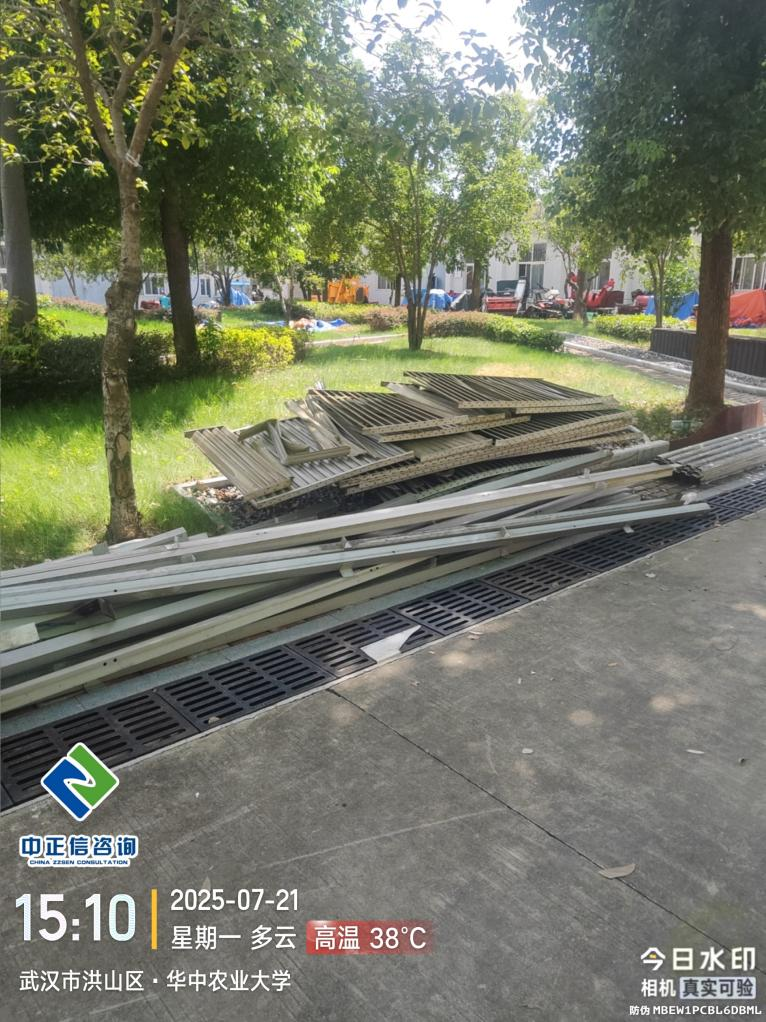 中正信咨询
CHINA ZZSEN CONSULTATION
15:10
2025-07-21
星期一 多云
高温 38°C
武汉市洪山区·华中农业大学
今日水印
相机 真实可验
防伪 MBEW1PCBL6DBML